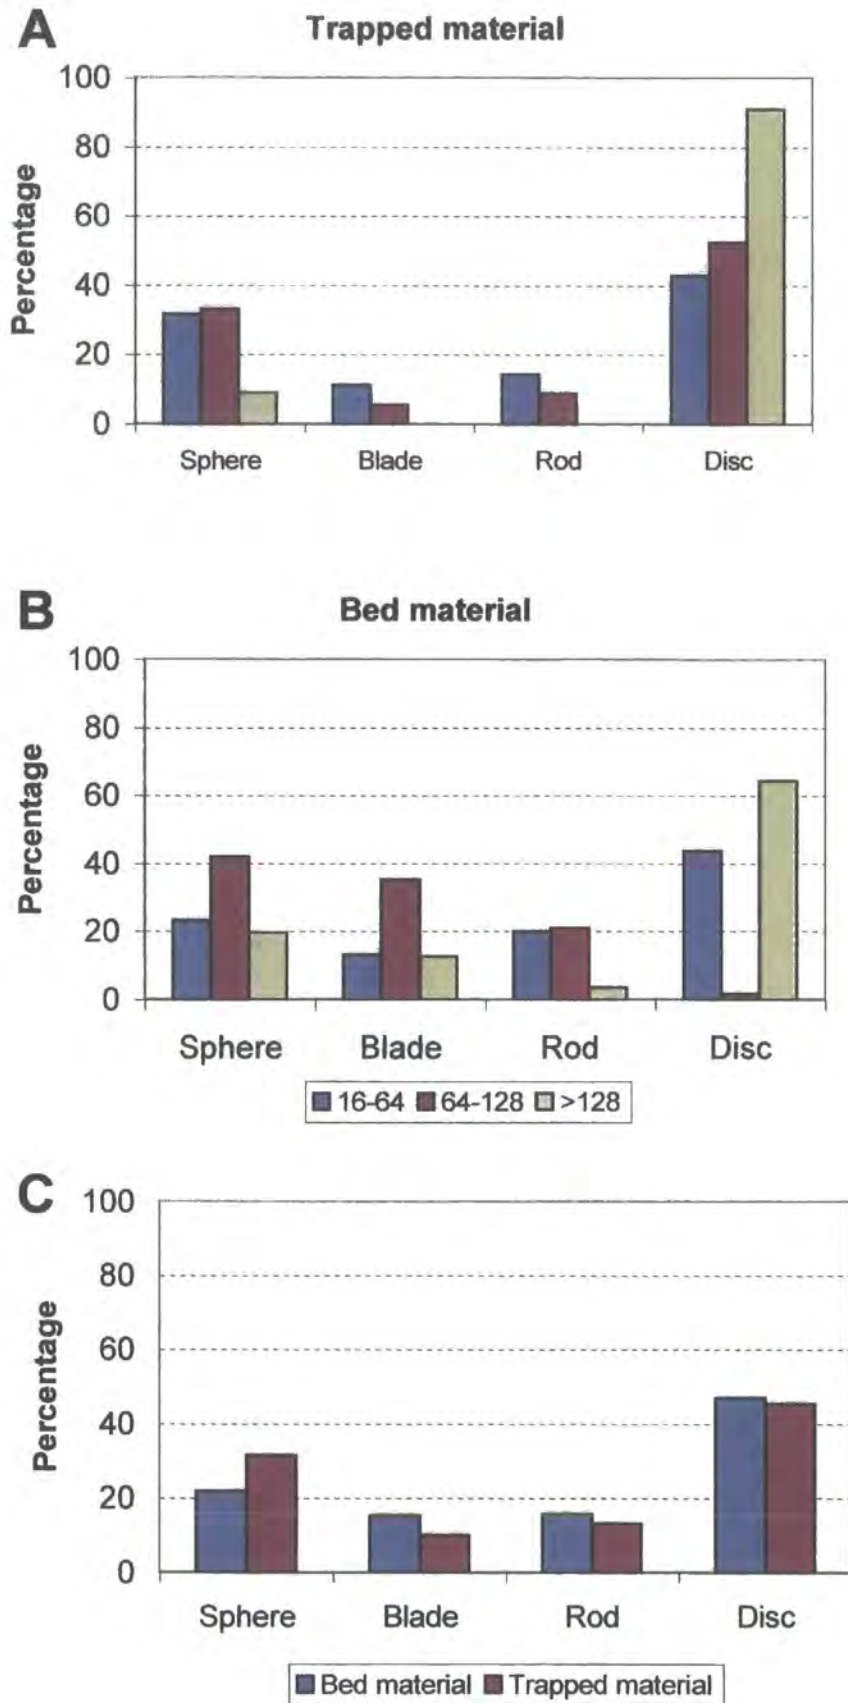 A
Trapped material
Percentage
100
80
60
40
20
0
Sphere Blade Rod Disc
B
Bed material
Percentage
100
80
60
40
20
0
Sphere Blade Rod Disc
16-64 64-128 >128
C
Percentage
100
80
60
40
20
0
Sphere Blade Rod Disc
Bed material Trapped material